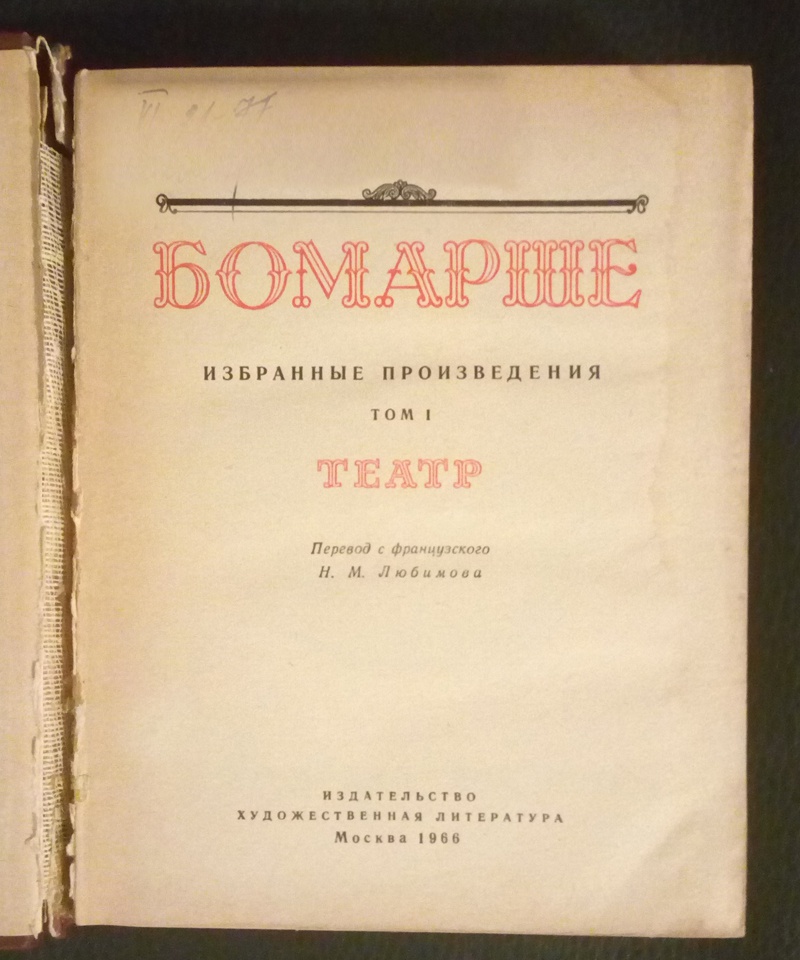 БОМАРШЕ
ИЗБРАННЫЕ ПРОИЗВЕДЕНИЯ
ТОМ I
ТЕАТР
Перевод с французского
Н. М. Любимова
ИЗДАТЕЛЬСТВО
ХУДОЖЕСТВЕННАЯ ЛИТЕРАТУРА
Москва 1966